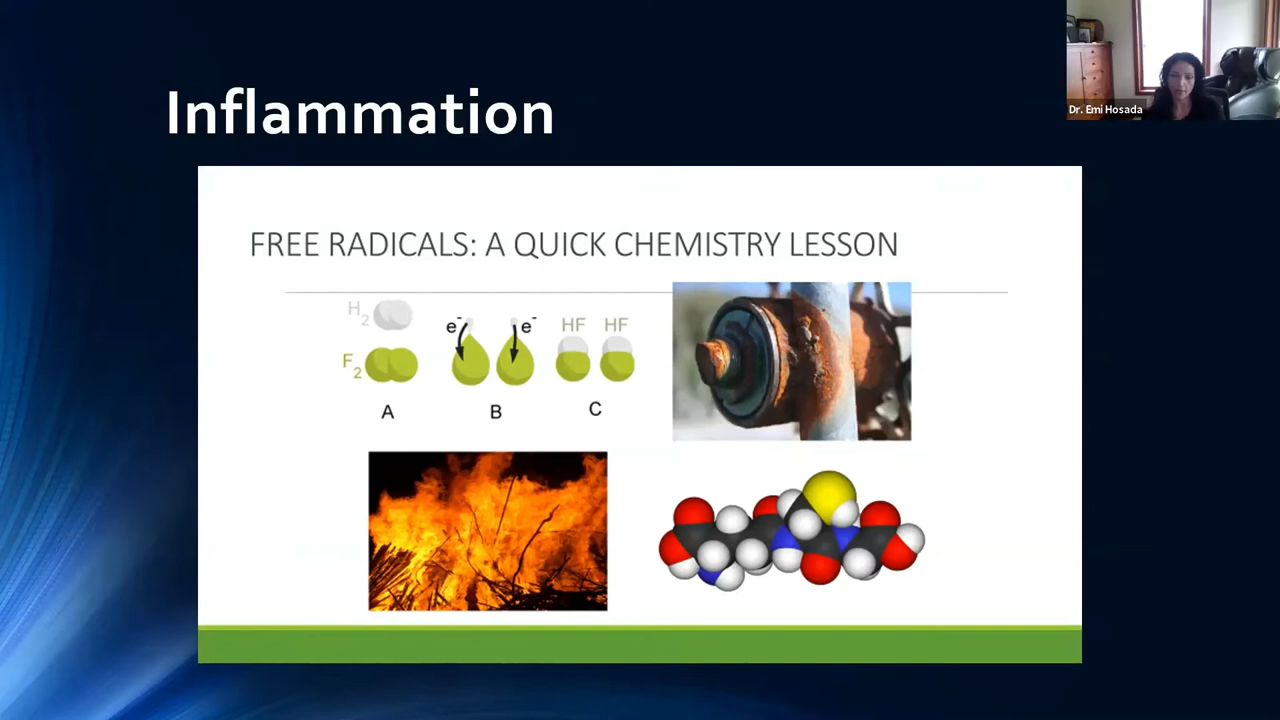 Inflammation
Dr. Emi Hosada
FREE RADICALS: A QUICK CHEMISTRY LESSON
H2
e- e- HF HF
F2
A B C